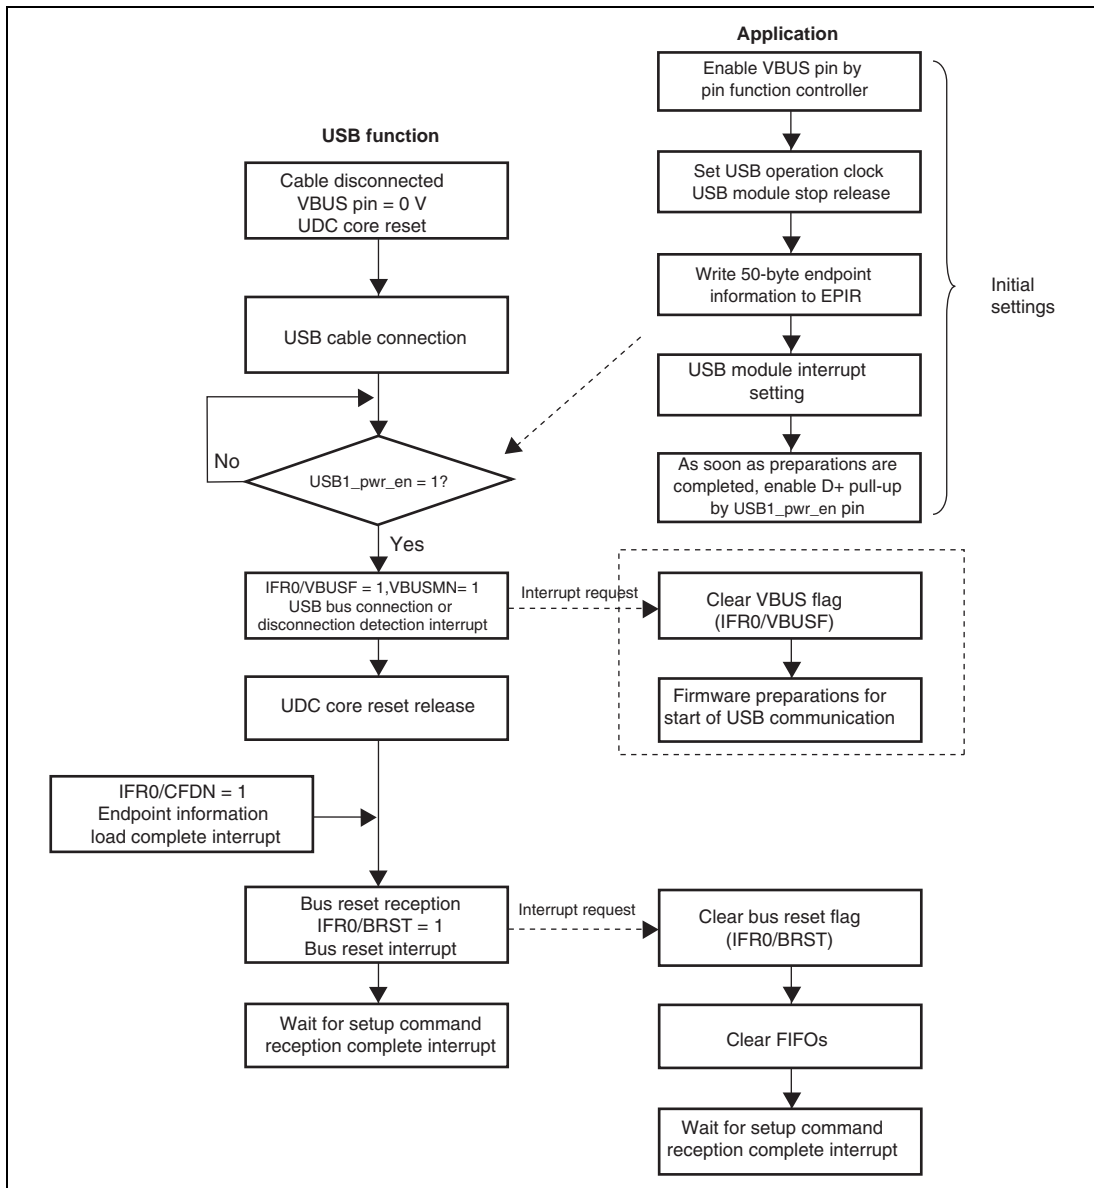 Application
Enable VBUS pin by
pin function controller
USB function
Cable disconnected
VBUS pin = 0 V
UDC core reset
Set USB operation clock
USB module stop release
Write 50-byte endpoint
information to EPIR
Initial
settings
USB cable connection
USB module interrupt
setting
No
USB1_pwr_en = 1?
As soon as preparations are
completed, enable D+ pull-up
by USB1_pwr_en pin
Yes
IFR0/VBUSF = 1,VBUSMN= 1
USB bus connection or
disconnection detection interrupt
Interrupt request
Clear VBUS flag
(IFR0/VBUSF)
UDC core reset release
Firmware preparations for
start of USB communication
IFR0/CFDN = 1
Endpoint information
load complete interrupt
Bus reset reception
IFR0/BRST = 1
Bus reset interrupt
Interrupt request
Clear bus reset flag
(IFR0/BRST)
Wait for setup command
reception complete interrupt
Clear FIFOs
Wait for setup command
reception complete interrupt